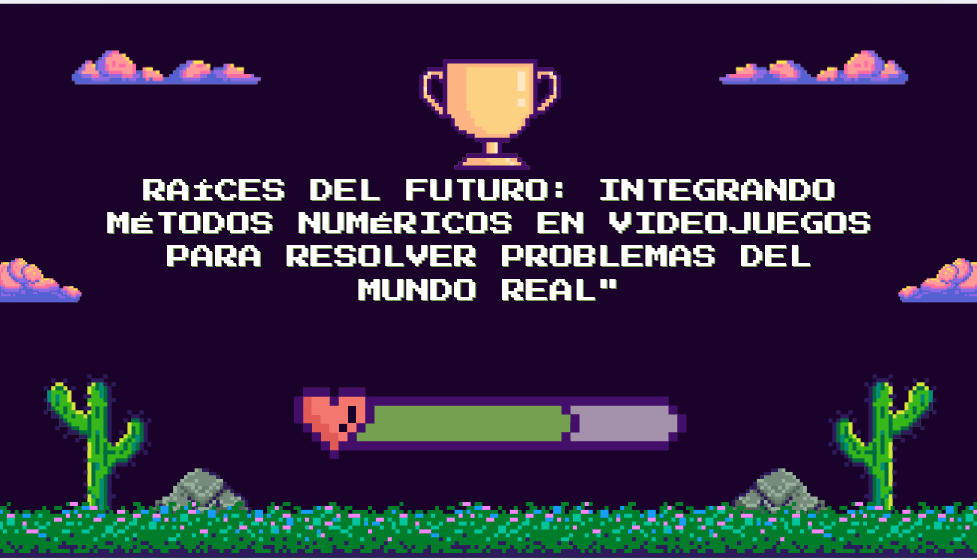 RAÍCES DEL FUTURO: INTEGRANDO
MéTODOS NUMéRICOS EN VIDEOJUEGOS
PARA RESOLVER PROBLEMAS DEL
MUNDO REAL"